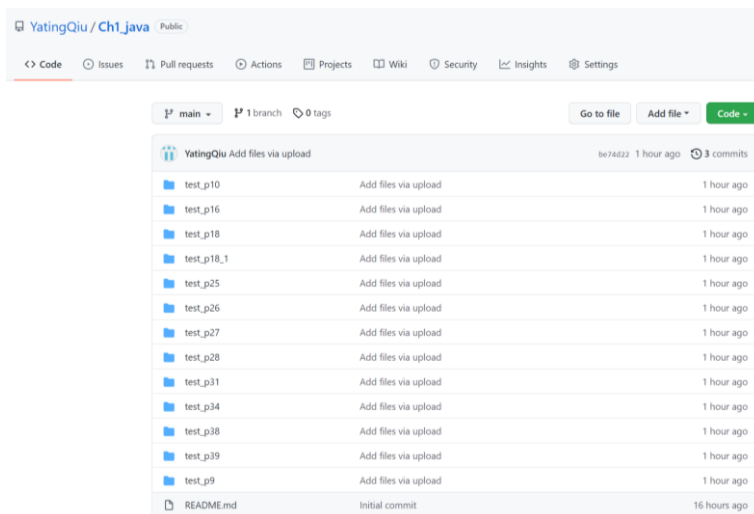 YatingQiu / Ch1_java Public
Code Issues Pull requests Actions Projects Wiki Security Insights Settings
main 1 branch 0 tags Go to file Add file Code
YatingQiu Add files via upload be74d22 1 hour ago 3 commits
test_p10 Add files via upload 1 hour ago
test_p16 Add files via upload 1 hour ago
test_p18 Add files via upload 1 hour ago
test_p18_1 Add files via upload 1 hour ago
test_p25 Add files via upload 1 hour ago
test_p26 Add files via upload 1 hour ago
test_p27 Add files via upload 1 hour ago
test_p28 Add files via upload 1 hour ago
test_p31 Add files via upload 1 hour ago
test_p34 Add files via upload 1 hour ago
test_p38 Add files via upload 1 hour ago
test_p39 Add files via upload 1 hour ago
test_p9 Add files via upload 1 hour ago
README.md Initial commit 16 hours ago